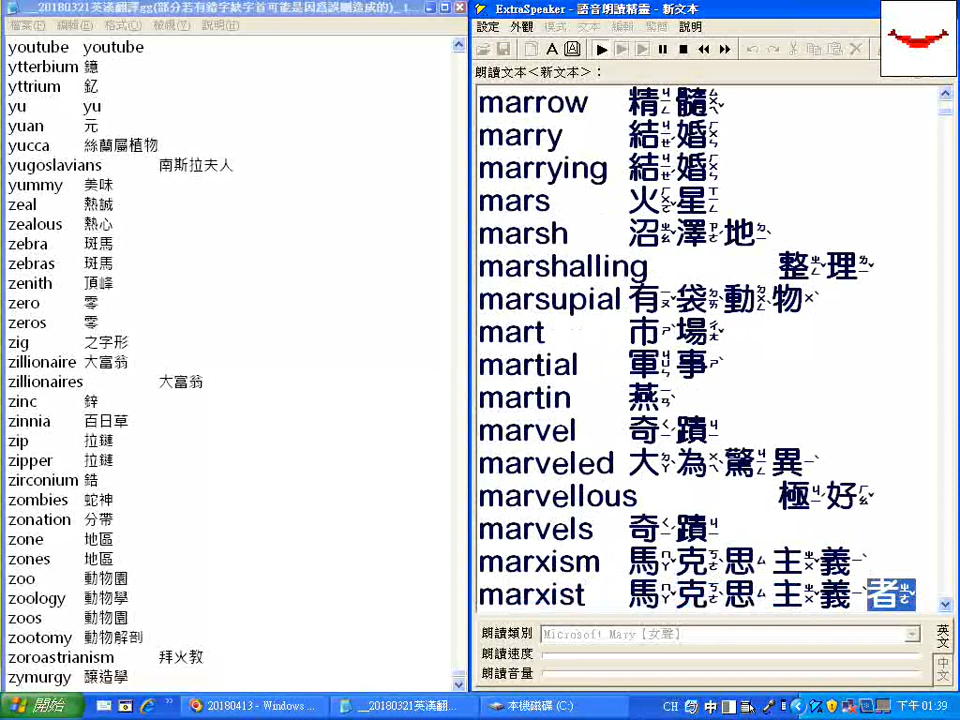 __20180321英漢翻譯gg(部分若有錯字缺字首可能是因為誤刪造成的)_1...
檔案(F) 編輯(E) 格式(O) 檢視(V) 說明(H)
youtube youtube
ytterbium 鐿
yttrium 釔
yu yu
yuan 元
yucca 絲蘭屬植物
yugoslavians 南斯拉夫人
yummy 美味
zeal 熱誠
zealous 熱心
zebra 斑馬
zebras 斑馬
zenith 頂峰
zero 零
zeros 零
zig 之字形
zillionaire 大富翁
zillionaires 大富翁
zinc 鋅
zinnia 百日草
zip 拉鏈
zipper 拉鏈
zirconium 鋯
zombies 蛇神
zonation 分帶
zone 地區
zones 地區
zoo 動物園
zoology 動物學
zoos 動物園
zootomy 動物解剖
zoroastrianism 拜火教
zymurgy 釀造學
ExtraSpeaker - 語音朗讀精靈 - 新文本
設定 外觀 模式 文本 編輯 繁簡 說明
朗讀文本<新文本>：
marrow 精髓
marry 結婚
marrying 結婚
mars 火星
marsh 沼澤地
marshalling 整理
marsupial 有袋動物
mart 市場
martial 軍事
martin 燕
marvel 奇蹟
marveled 大為驚異
marvellous 極好
marvels 奇蹟
marxism 馬克思主義
marxist 馬克思主義者
朗讀類別 Microsoft Mary【女聲】
朗讀速度
朗讀音量
英文
中文
開始
20180413 - Windows ...
__20180321英漢翻...
本機磁碟 (C:)
CH 中
下午 01:39